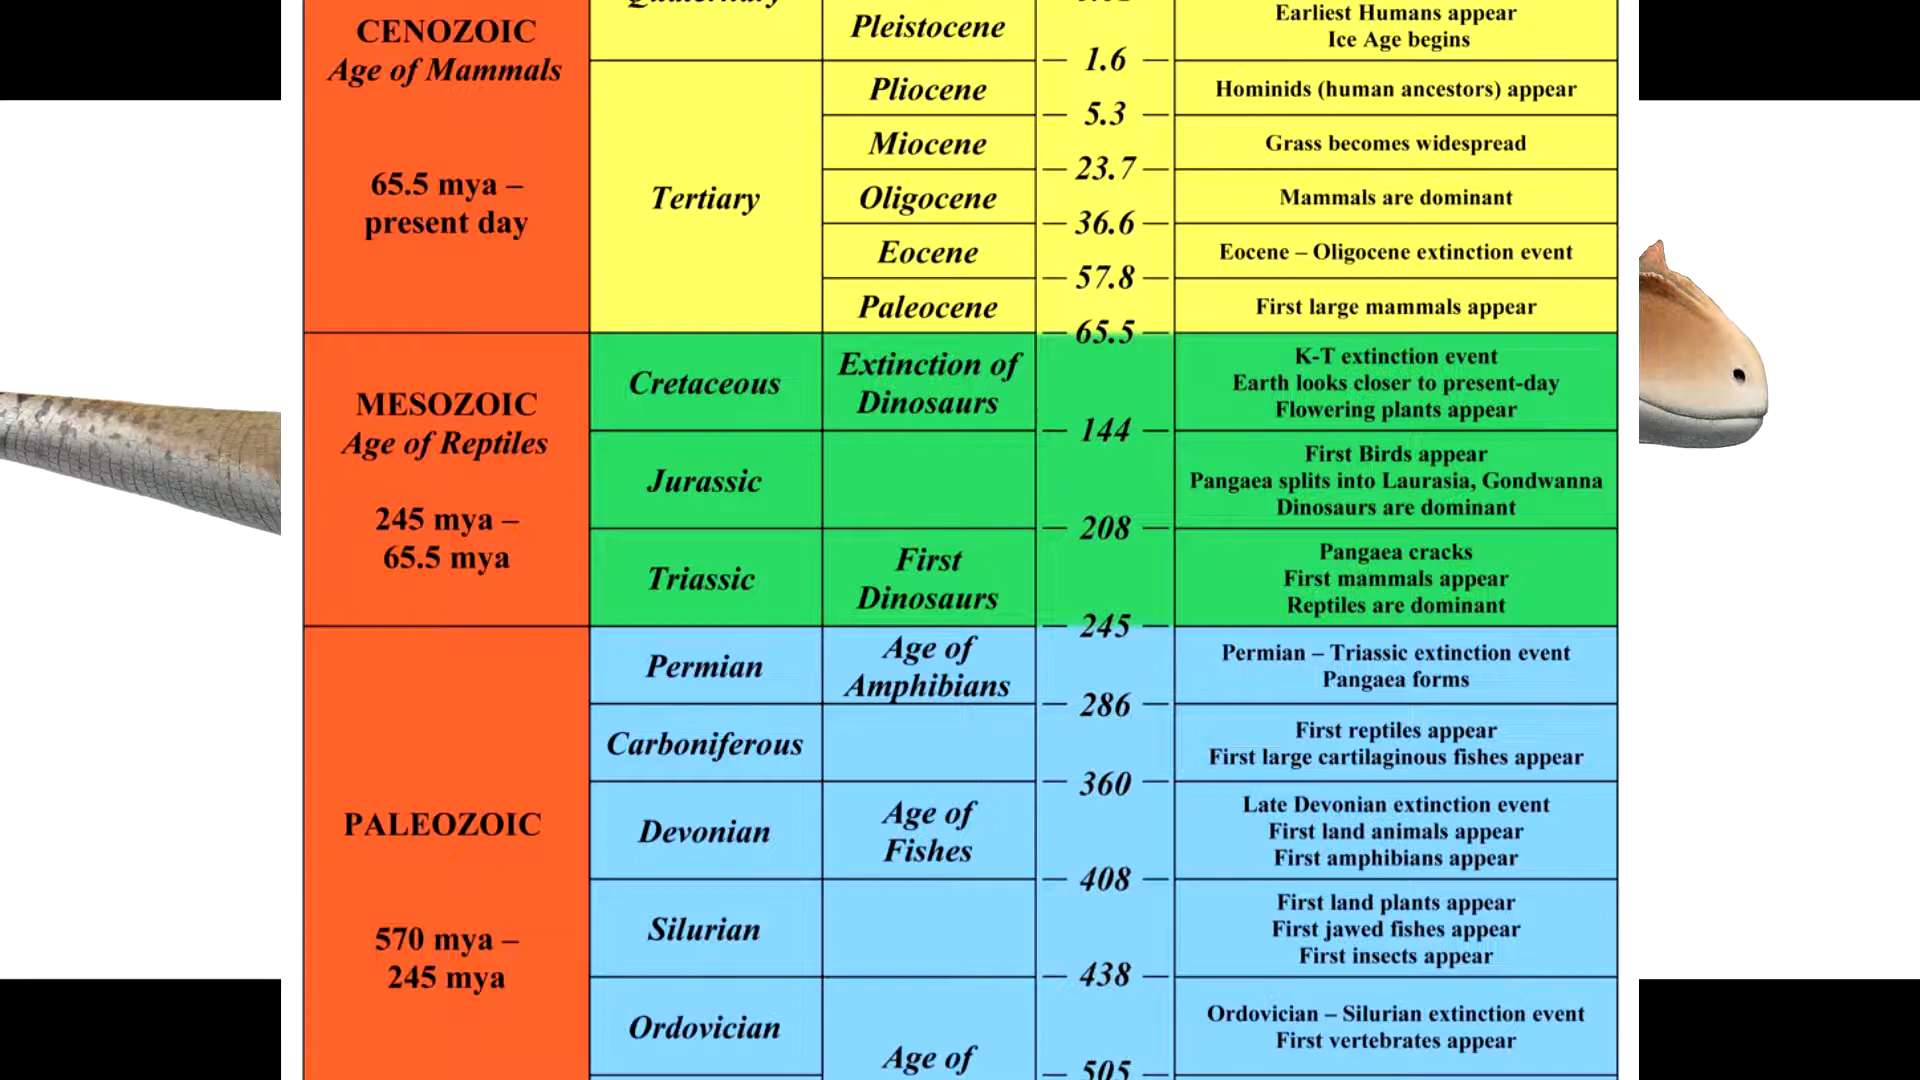 Quaternary
CENOZOIC
Age of Mammals
65.5 mya –
present day
Pleistocene
Earliest Humans appear
Ice Age begins
1.6
Tertiary
Pliocene
Hominids (human ancestors) appear
5.3
Miocene
Grass becomes widespread
23.7
Oligocene
Mammals are dominant
36.6
Eocene
Eocene – Oligocene extinction event
57.8
Paleocene
First large mammals appear
65.5
MESOZOIC
Age of Reptiles
245 mya –
65.5 mya
Cretaceous
Extinction of
Dinosaurs
K-T extinction event
Earth looks closer to present-day
Flowering plants appear
144
Jurassic
First Birds appear
Pangaea splits into Laurasia, Gondwanna
Dinosaurs are dominant
208
Triassic
First
Dinosaurs
Pangaea cracks
First mammals appear
Reptiles are dominant
245
PALEOZOIC
570 mya –
245 mya
Permian
Age of
Amphibians
Permian – Triassic extinction event
Pangaea forms
286
Carboniferous
First reptiles appear
First large cartilaginous fishes appear
360
Devonian
Age of
Fishes
Late Devonian extinction event
First land animals appear
First amphibians appear
408
Silurian
First land plants appear
First jawed fishes appear
First insects appear
438
Ordovician
Age of
Ordovician – Silurian extinction event
First vertebrates appear
505